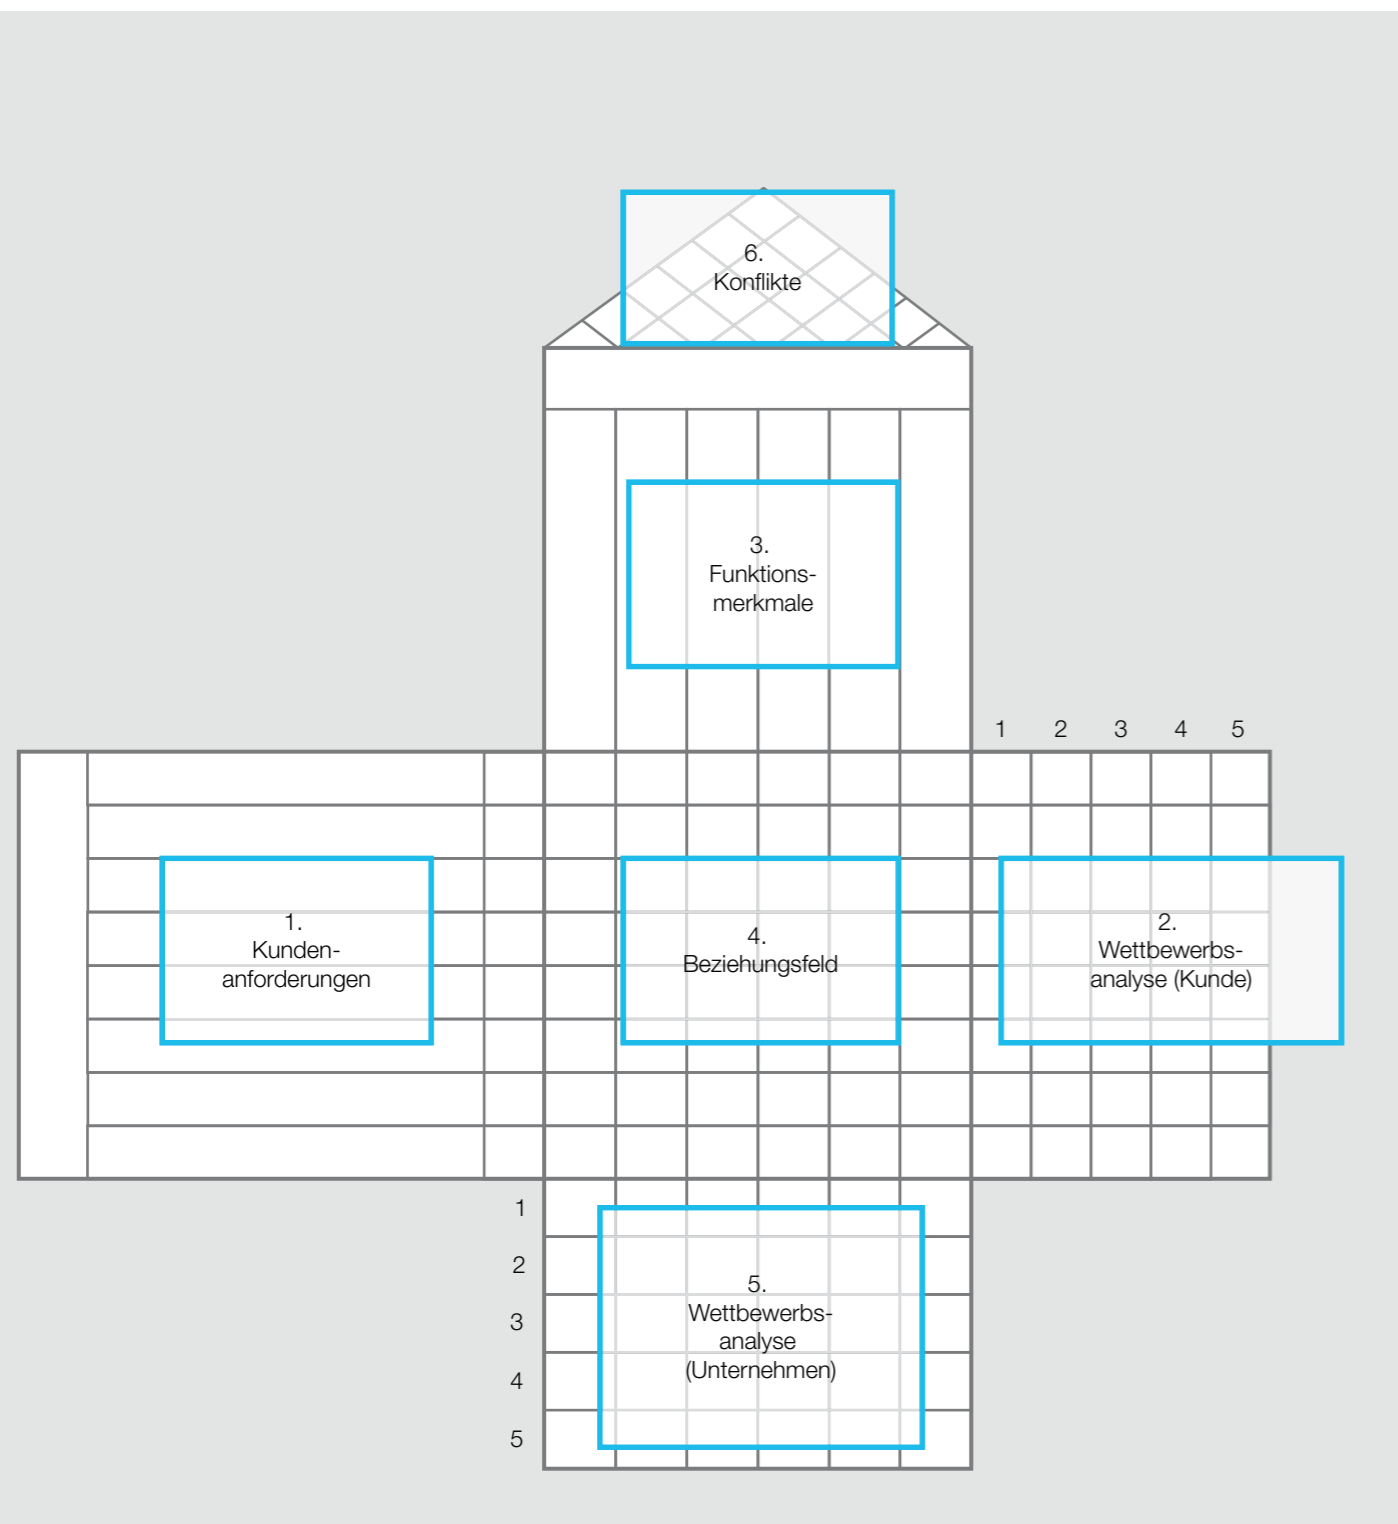 6.
Konflikte
3.
Funktions-
merkmale
1 2 3 4 5
1.
Kunden-
anforderungen
4.
Beziehungsfeld
2.
Wettbewerbs-
analyse (Kunde)
1
2
3
4
5
5.
Wettbewerbs-
analyse
(Unternehmen)